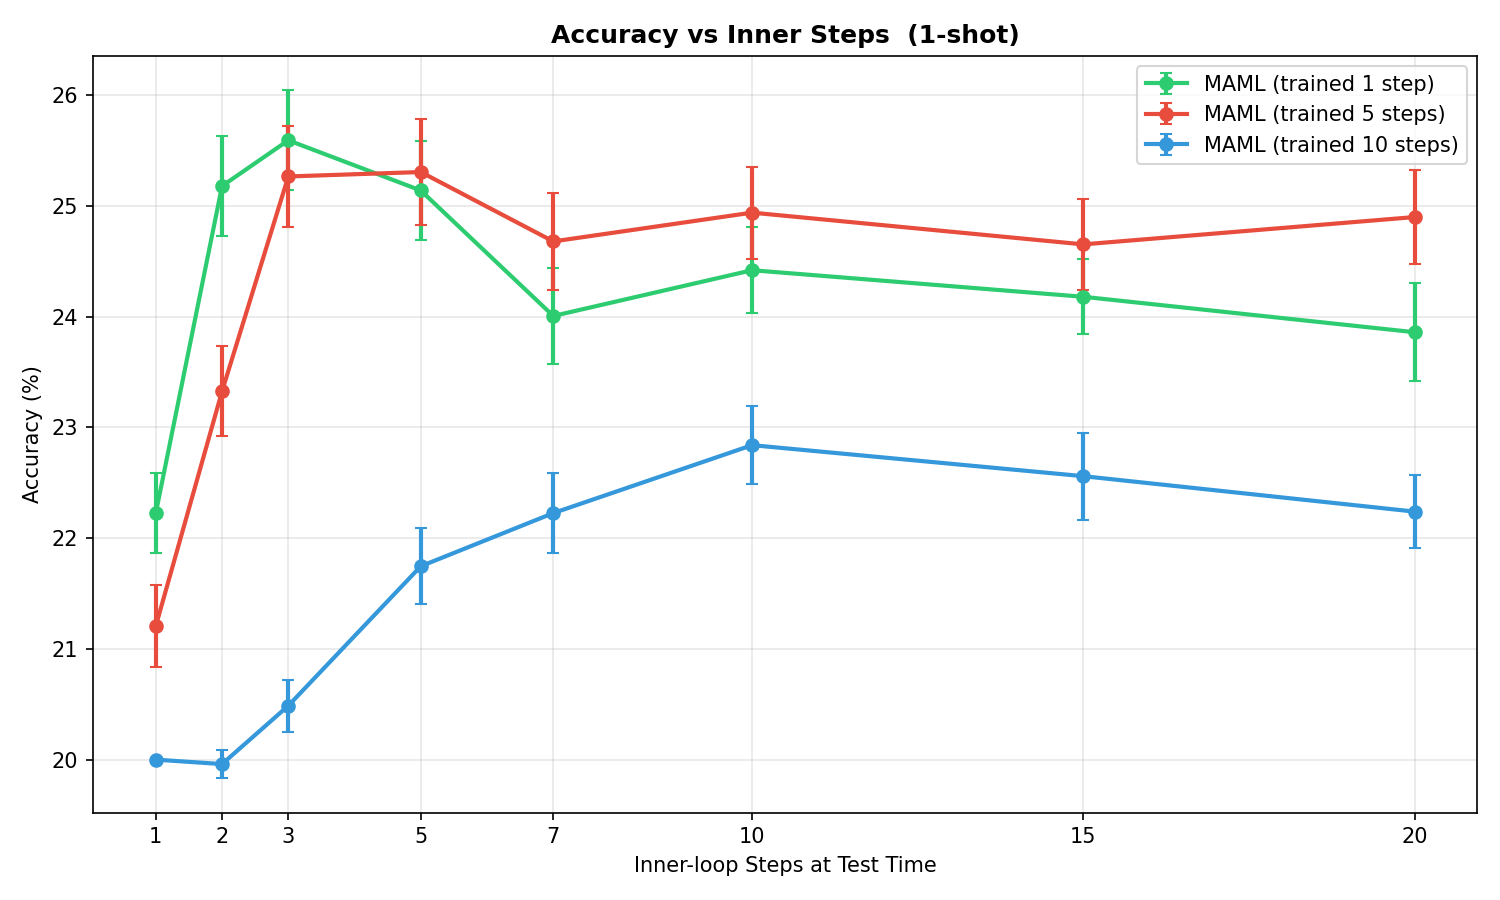 Accuracy vs Inner Steps  (1-shot)
MAML (trained 1 step)
MAML (trained 5 steps)
MAML (trained 10 steps)
Accuracy (%)
26
25
24
23
22
21
20
1 2 3 5 7 10 15 20
Inner-loop Steps at Test Time